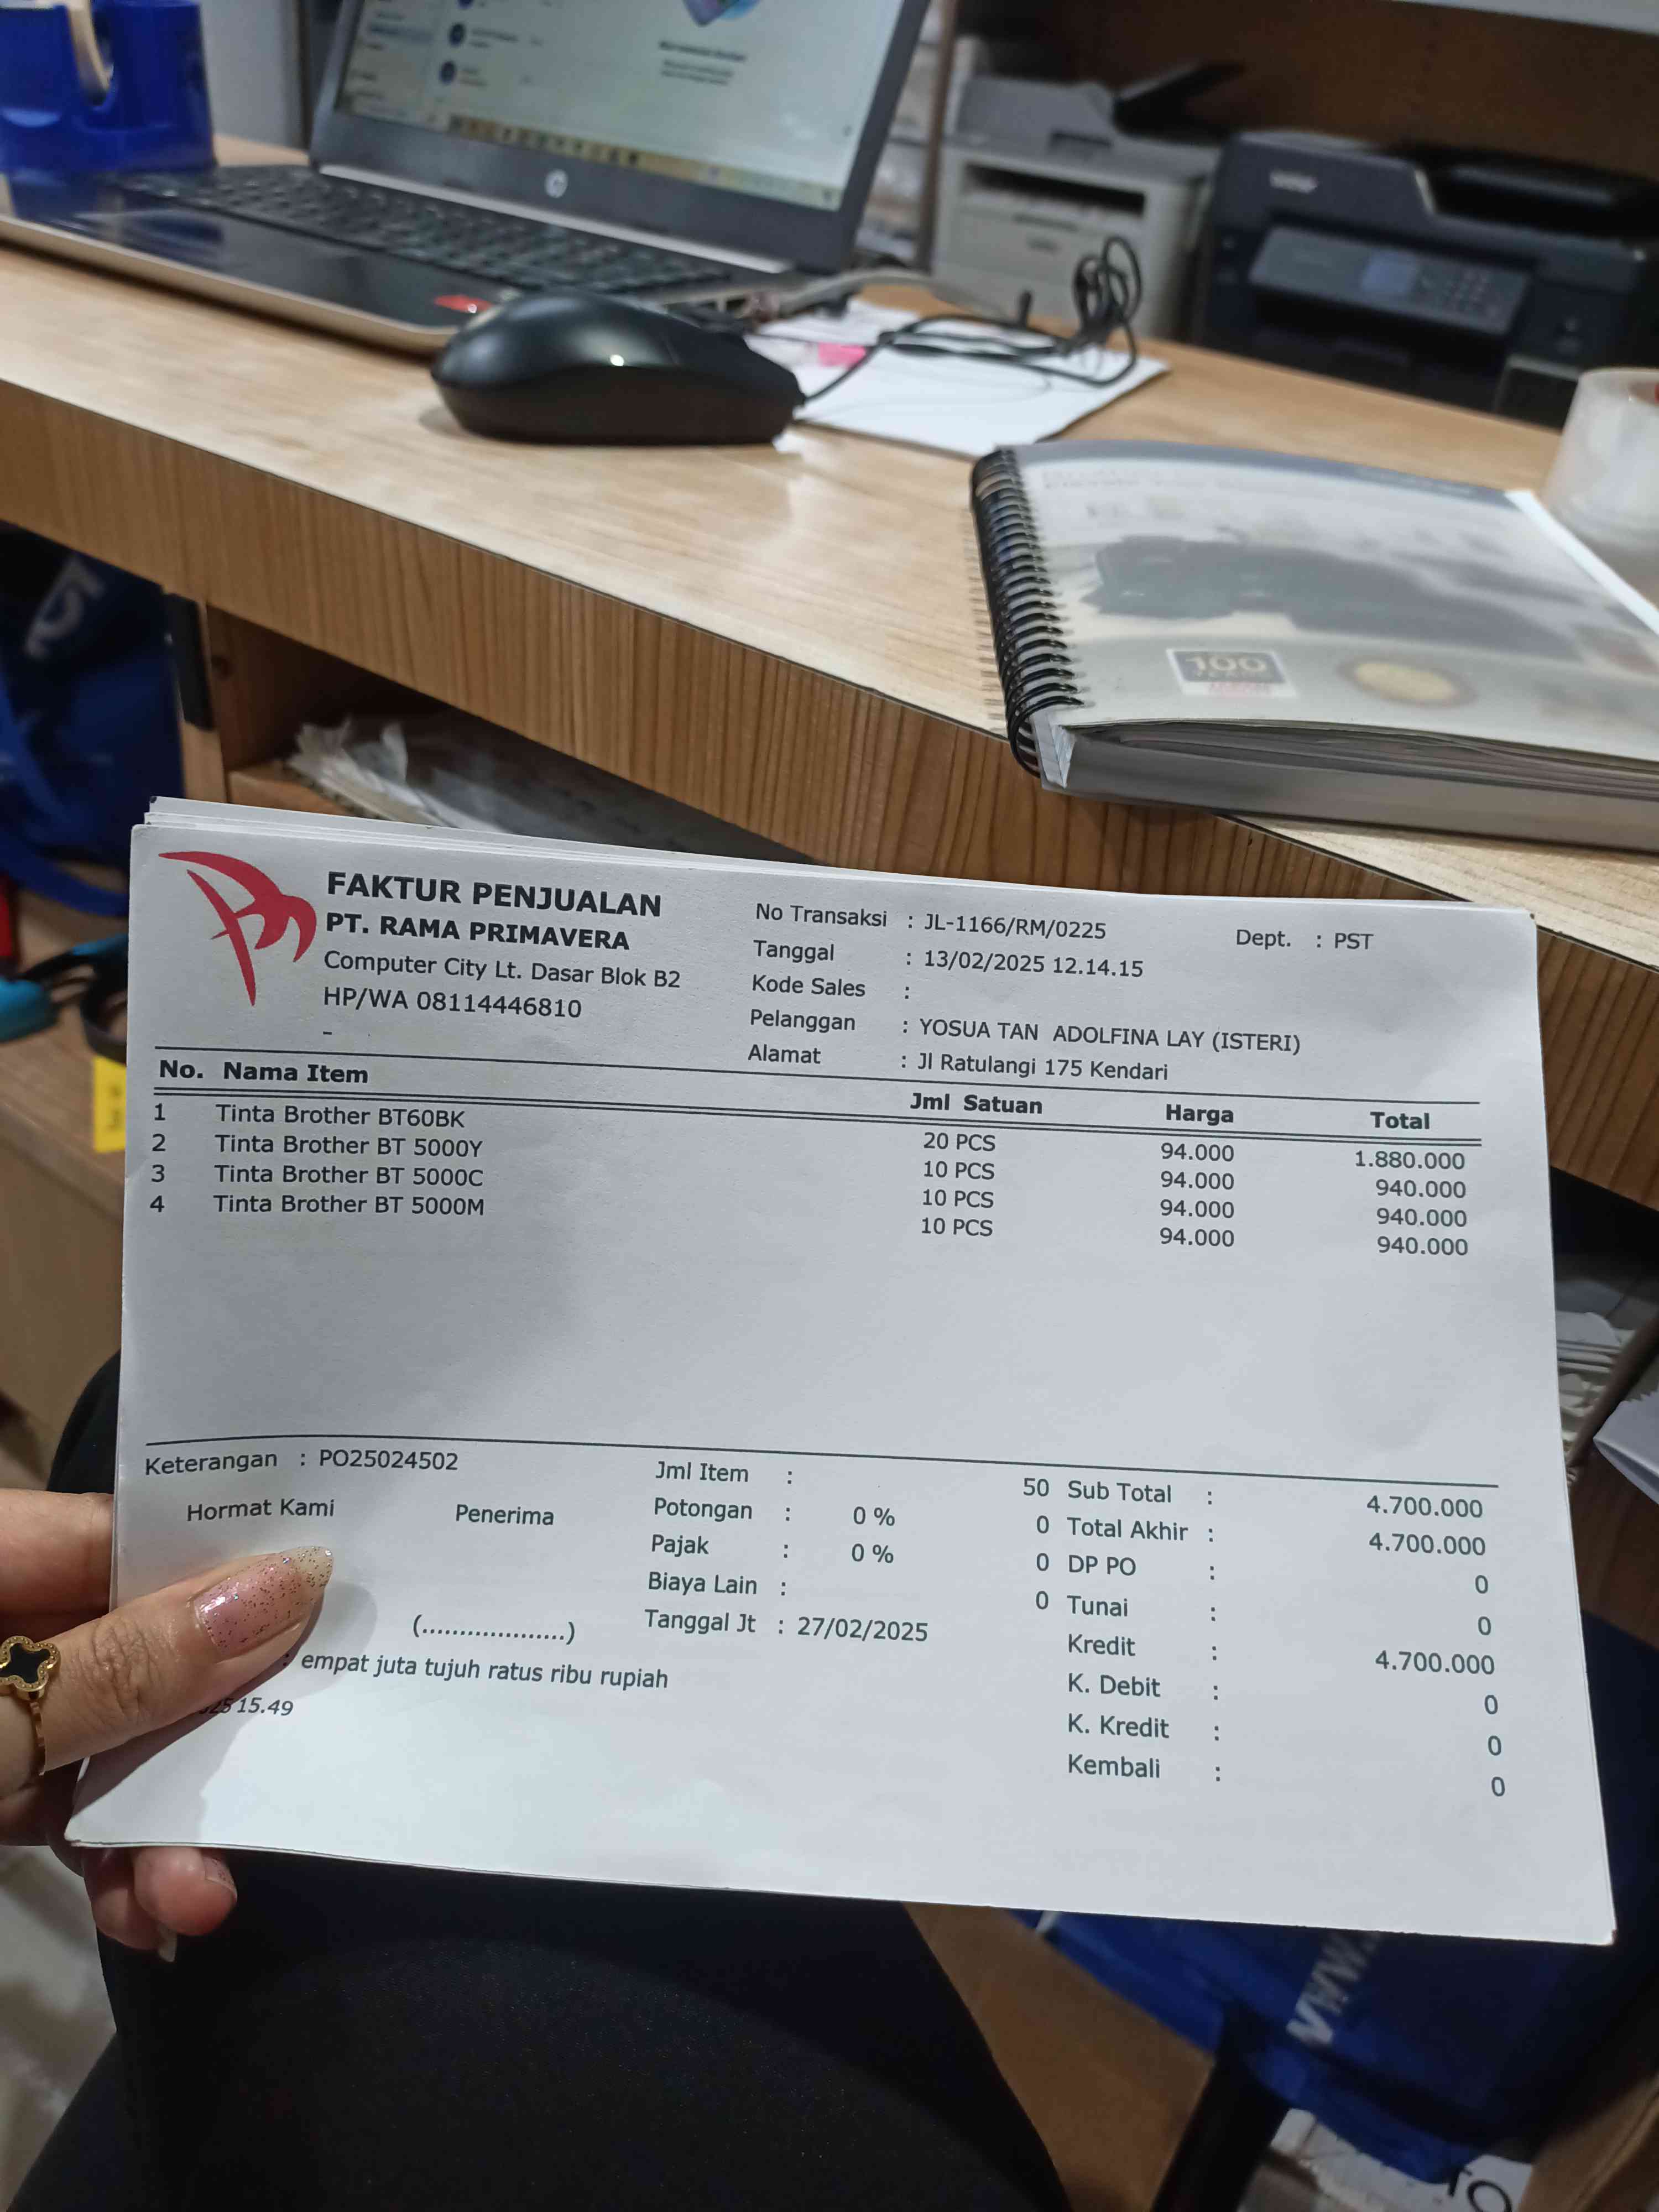 FAKTUR PENJUALAN
PT. RAMA PRIMAVERA
Computer City Lt. Dasar Blok B2
HP/WA 08114446810
-
No Transaksi : JL-1166/RM/0225
Dept. : PST
Tanggal : 13/02/2025 12.14.15
Kode Sales :
Pelanggan : YOSUA TAN ADOLFINA LAY (ISTERI)
Alamat : Jl Ratulangi 175 Kendari
No. Nama Item Jml Satuan Harga Total
1 Tinta Brother BT60BK 20 PCS 94.000 1.880.000
2 Tinta Brother BT 5000Y 10 PCS 94.000 940.000
3 Tinta Brother BT 5000C 10 PCS 94.000 940.000
4 Tinta Brother BT 5000M 10 PCS 94.000 940.000
Keterangan : PO25024502
Hormat Kami Penerima
(...................)
: empat juta tujuh ratus ribu rupiah
15.49
Jml Item : 50
Potongan : 0 % 0
Pajak : 0 % 0
Biaya Lain : 0
Tanggal Jt : 27/02/2025
Sub Total : 4.700.000
Total Akhir : 4.700.000
DP PO : 0
Tunai : 0
Kredit : 4.700.000
K. Debit : 0
K. Kredit : 0
Kembali : 0
100
hp
WWW.